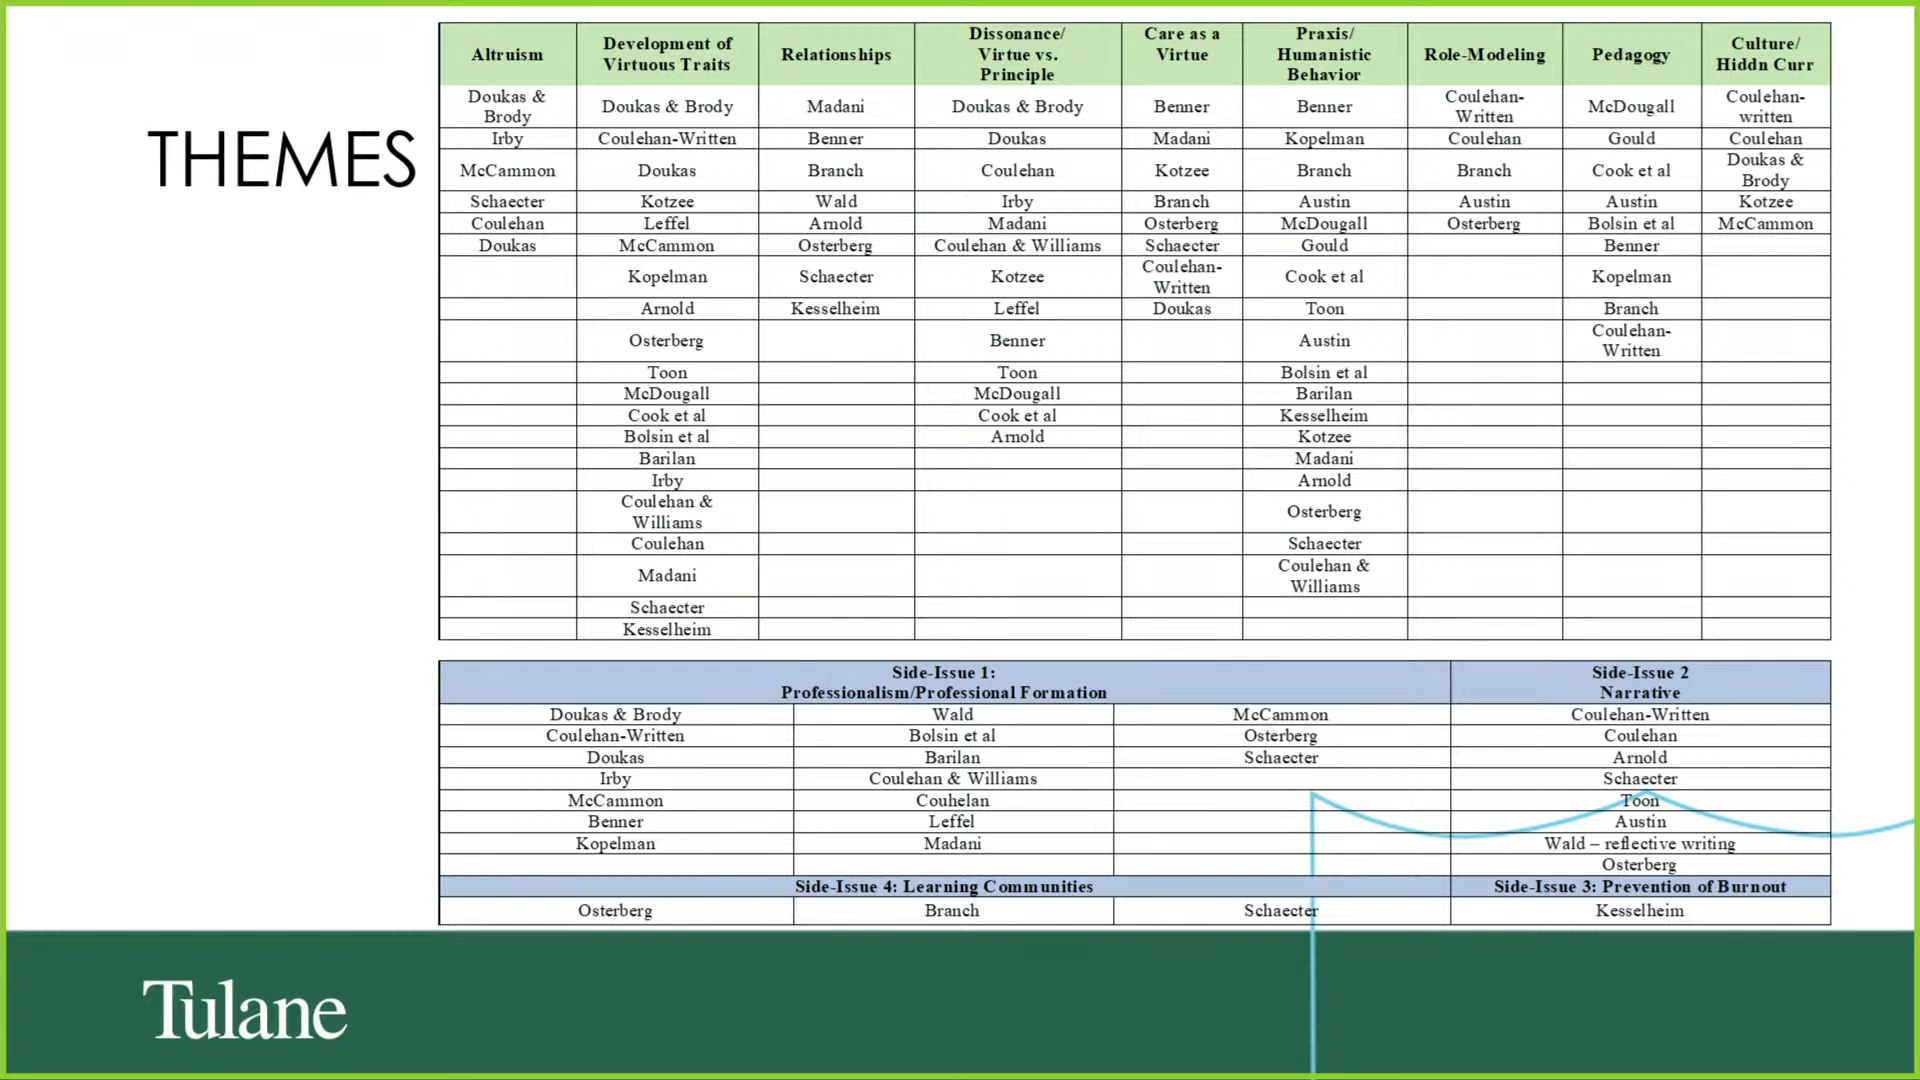 THEMES
Altruism | Development of Virtuous Traits | Relationships | Dissonance/ Virtue vs. Principle | Care as a Virtue | Praxis/ Humanistic Behavior | Role-Modeling | Pedagogy | Culture/ Hiddn Curr
Doukas & Brody | Doukas & Brody | Madani | Doukas & Brody | Benner | Benner | Coulehan-Written | McDougall | Coulehan-written
Irby | Coulehan-Written | Benner | Doukas | Madani | Kopelman | Coulehan | Gould | Coulehan
McCammon | Doukas | Branch | Coulehan | Kotzee | Branch | Branch | Cook et al | Doukas & Brody
Schaecter | Kotzee | Wald | Irby | Branch | Austin | Austin | Austin | Kotzee
Coulehan | Leffel | Arnold | Madani | Osterberg | McDougall | Osterberg | Bolsin et al | McCammon
Doukas | McCammon | Osterberg | Coulehan & Williams | Schaecter | Gould | Benner
Kopelman | Schaecter | Kotzee | Coulehan-Written | Cook et al | Kopelman
Arnold | Kesselheim | Leffel | Doukas | Toon | Branch
Osterberg | Benner | Austin | Coulehan-Written
Toon | Toon | Bolsin et al
McDougall | McDougall | Barilan
Cook et al | Cook et al | Kesselheim
Bolsin et al | Arnold | Kotzee
Barilan | Madani
Irby | Arnold
Coulehan & Williams | Osterberg
Coulehan | Schaecter
Madani | Coulehan & Williams
Schaecter
Kesselheim
Side-Issue 1: Professionalism/Professional Formation | Side-Issue 2 Narrative
Doukas & Brody | Wald | McCammon | Coulehan-Written
Coulehan-Written | Bolsin et al | Osterberg | Coulehan
Doukas | Barilan | Schaecter | Arnold
Irby | Coulehan & Williams | Schaecter
McCammon | Couhelan | Toon
Benner | Leffel | Austin
Kopelman | Madani | Wald – reflective writing
Osterberg
Side-Issue 4: Learning Communities | Side-Issue 3: Prevention of Burnout
Osterberg | Branch | Schaecter | Kesselheim
Tulane